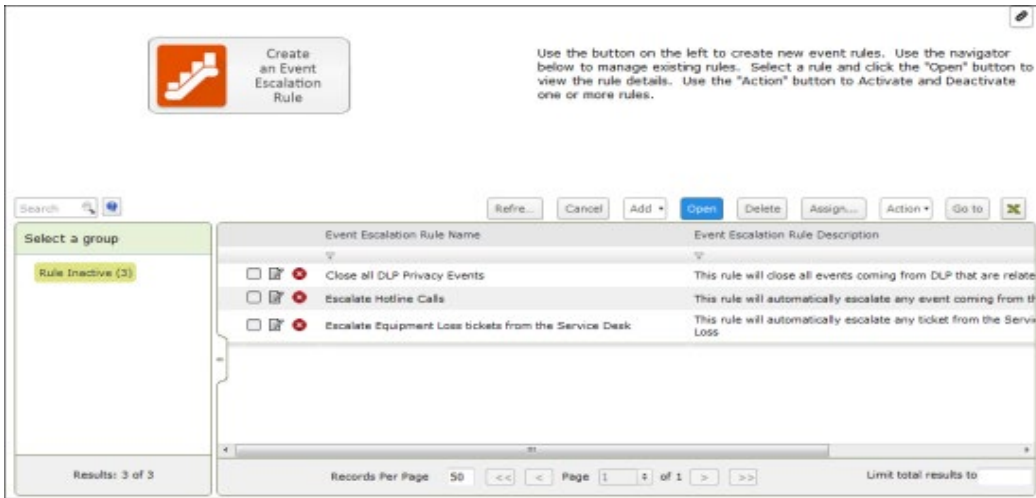 Create
an Event
Escalation
Rule
Use the button on the left to create new event rules. Use the navigator
below to manage existing rules. Select a rule and click the "Open" button to
view the rule details. Use the "Action" button to Activate and Deactivate
one or more rules.
Search
Refre...
Cancel
Add
Open
Delete
Assign...
Action
Go to
Select a group
Event Escalation Rule Name
Event Escalation Rule Description
Rule Inactive (3)
Close all DLP Privacy Events
This rule will close all events coming from DLP that are relate
Escalate Hotline Calls
This rule will automatically escalate any event coming from th
Escalate Equipment Loss tickets from the Service Desk
This rule will automatically escalate any ticket from the Servi
Loss
Results: 3 of 3
Records Per Page 50 << < Page 1 of 1 > >>
Limit total results to